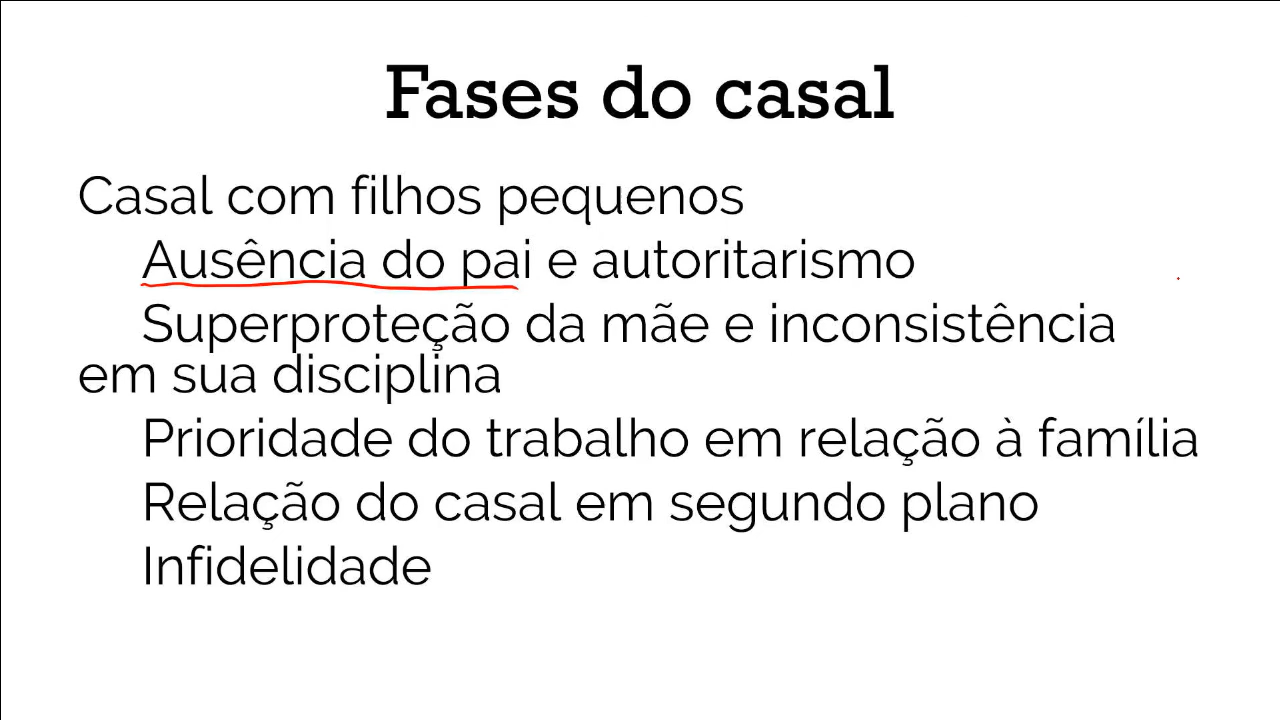 Fases do casal
Casal com filhos pequenos
Ausência do pai e autoritarismo
Superproteção da mãe e inconsistência
em sua disciplina
Prioridade do trabalho em relação à família
Relação do casal em segundo plano
Infidelidade